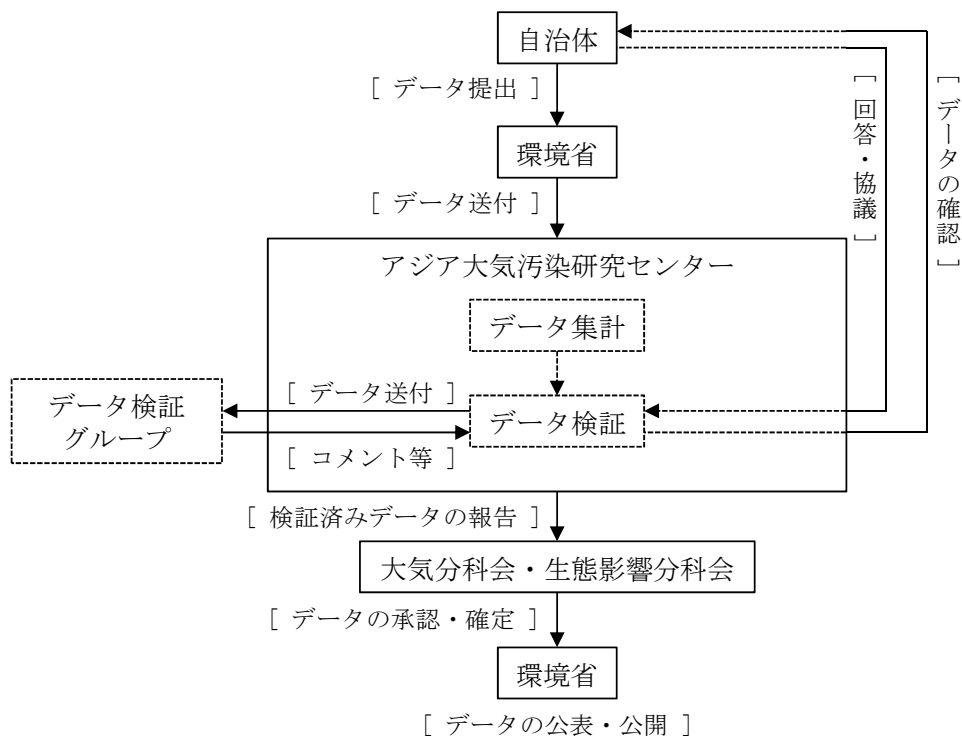 自治体
[ データ提出 ]
環境省
[ データ送付 ]
[ 回答・協議 ]
[ データの確認 ]
アジア大気汚染研究センター
データ集計
[ データ送付 ]
データ検証
グループ
データ検証
[ コメント等 ]
[ 検証済みデータの報告 ]
大気分科会・生態影響分科会
[ データの承認・確定 ]
環境省
[ データの公表・公開 ]